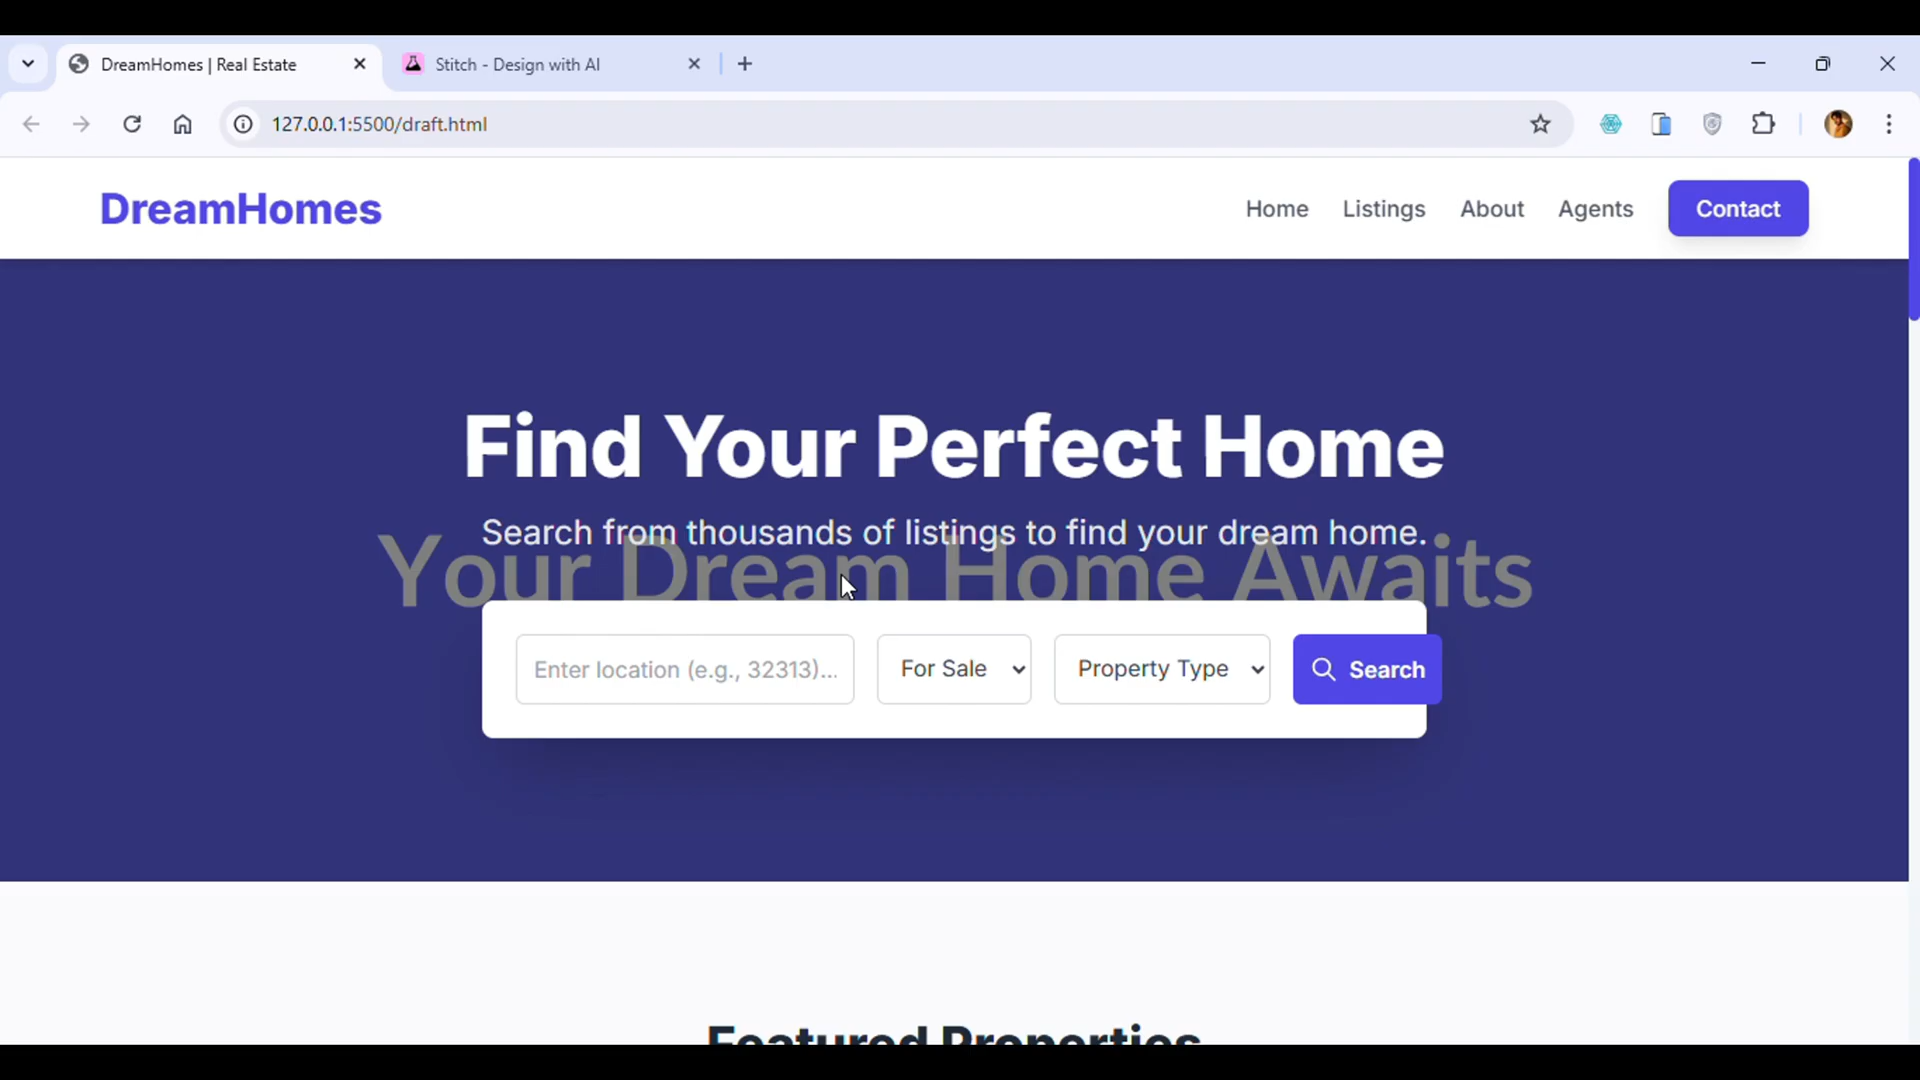 DreamHomes | Real Estate
Stitch - Design with AI
127.0.0.1:5500/draft.html
DreamHomes
Home Listings About Agents Contact
Find Your Perfect Home
Search from thousands of listings to find your dream home.
Your Dream Home Awaits
Enter location (e.g., 32313)... For Sale Property Type Search
Featured Properties